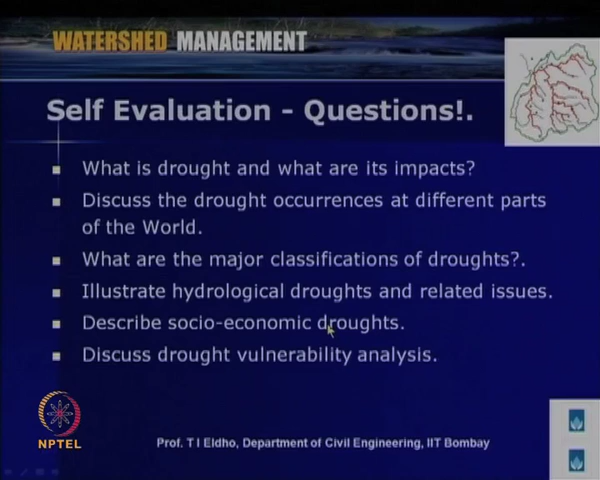 WATERSHED MANAGEMENT
Self Evaluation - Questions!.
What is drought and what are its impacts?
Discuss the drought occurrences at different parts
of the World.
What are the major classifications of droughts?.
Illustrate hydrological droughts and related issues.
Describe socio-economic droughts.
Discuss drought vulnerability analysis.
NPTEL
Prof. T I Eldho, Department of Civil Engineering, IIT Bombay